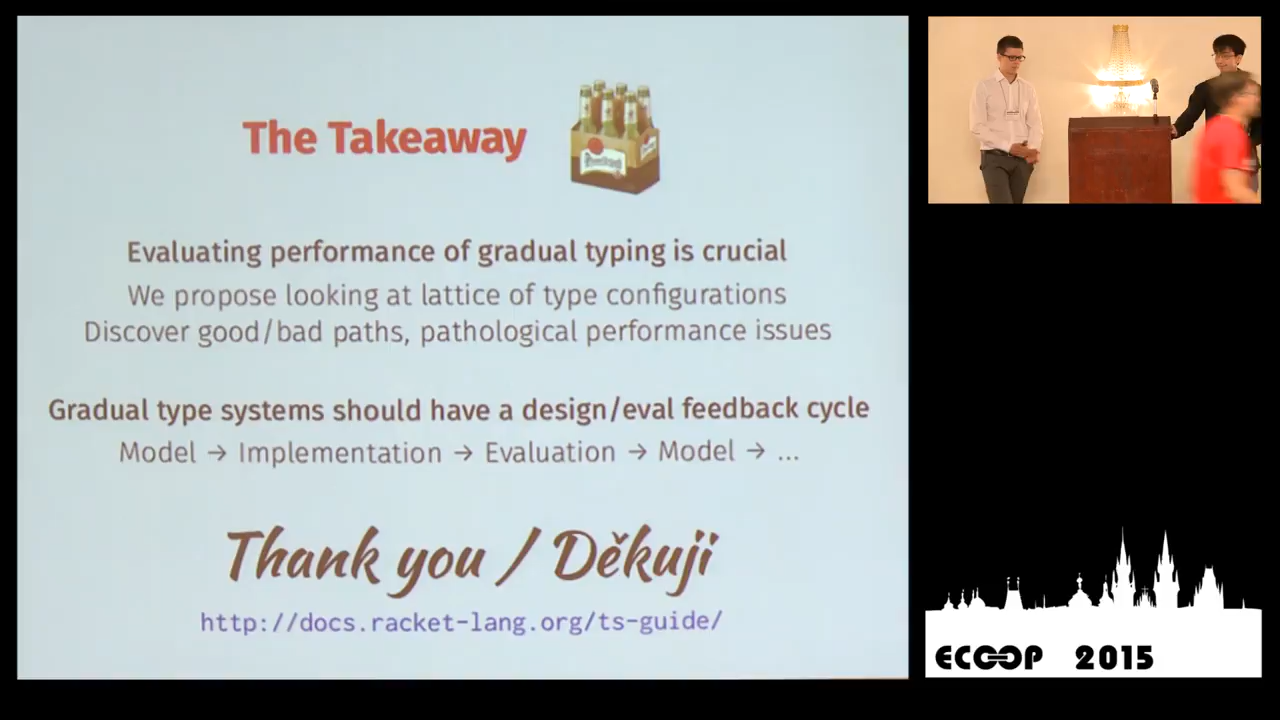 The Takeaway
Evaluating performance of gradual typing is crucial
We propose looking at lattice of type configurations
Discover good/bad paths, pathological performance issues
Gradual type systems should have a design/eval feedback cycle
Model → Implementation → Evaluation → Model → ...
Thank you / Děkuji
http://docs.racket-lang.org/ts-guide/
ECOOP 2015